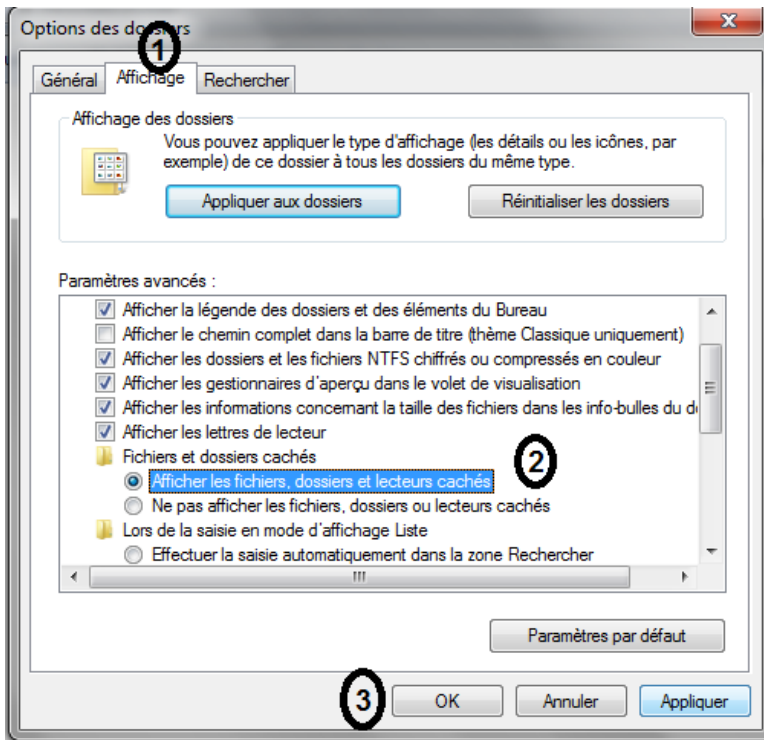 Options des dossiers
1
Général Affichage Rechercher
Affichage des dossiers
Vous pouvez appliquer le type d'affichage (les détails ou les icônes, par
exemple) de ce dossier à tous les dossiers du même type.
Appliquer aux dossiers Réinitialiser les dossiers
Paramètres avancés :
Afficher la légende des dossiers et des éléments du Bureau
Afficher le chemin complet dans la barre de titre (thème Classique uniquement)
Afficher les dossiers et les fichiers NTFS chiffrés ou compressés en couleur
Afficher les gestionnaires d'aperçu dans le volet de visualisation
Afficher les informations concernant la taille des fichiers dans les info-bulles du
Afficher les lettres de lecteur
Fichiers et dossiers cachés
2
Afficher les fichiers, dossiers et lecteurs cachés
Ne pas afficher les fichiers, dossiers ou lecteurs cachés
Lors de la saisie en mode d'affichage Liste
Effectuer la saisie automatiquement dans la zone Rechercher
Paramètres par défaut
3 OK Annuler Appliquer